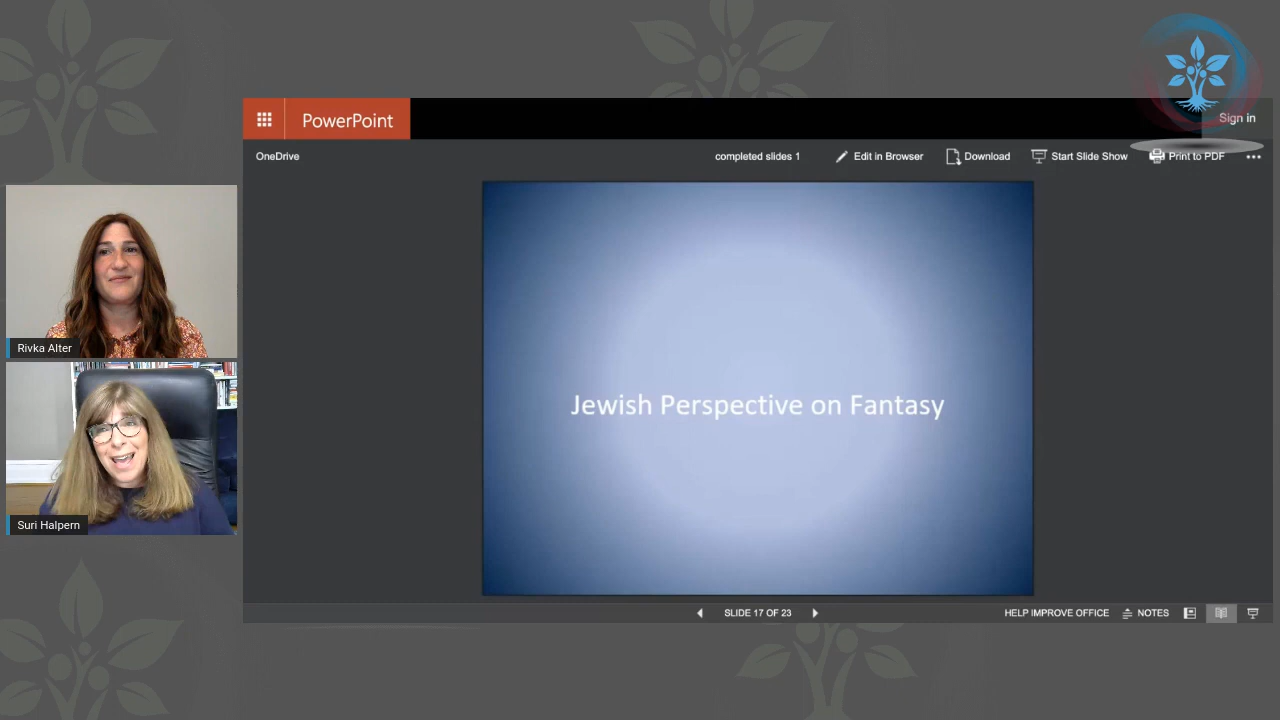 PowerPoint
Sign in
OneDrive
completed slides 1
Edit in Browser
Download
Start Slide Show
Print to PDF
Rivka Alter
Suri Halpern
Jewish Perspective on Fantasy
SLIDE 17 OF 23
HELP IMPROVE OFFICE
NOTES